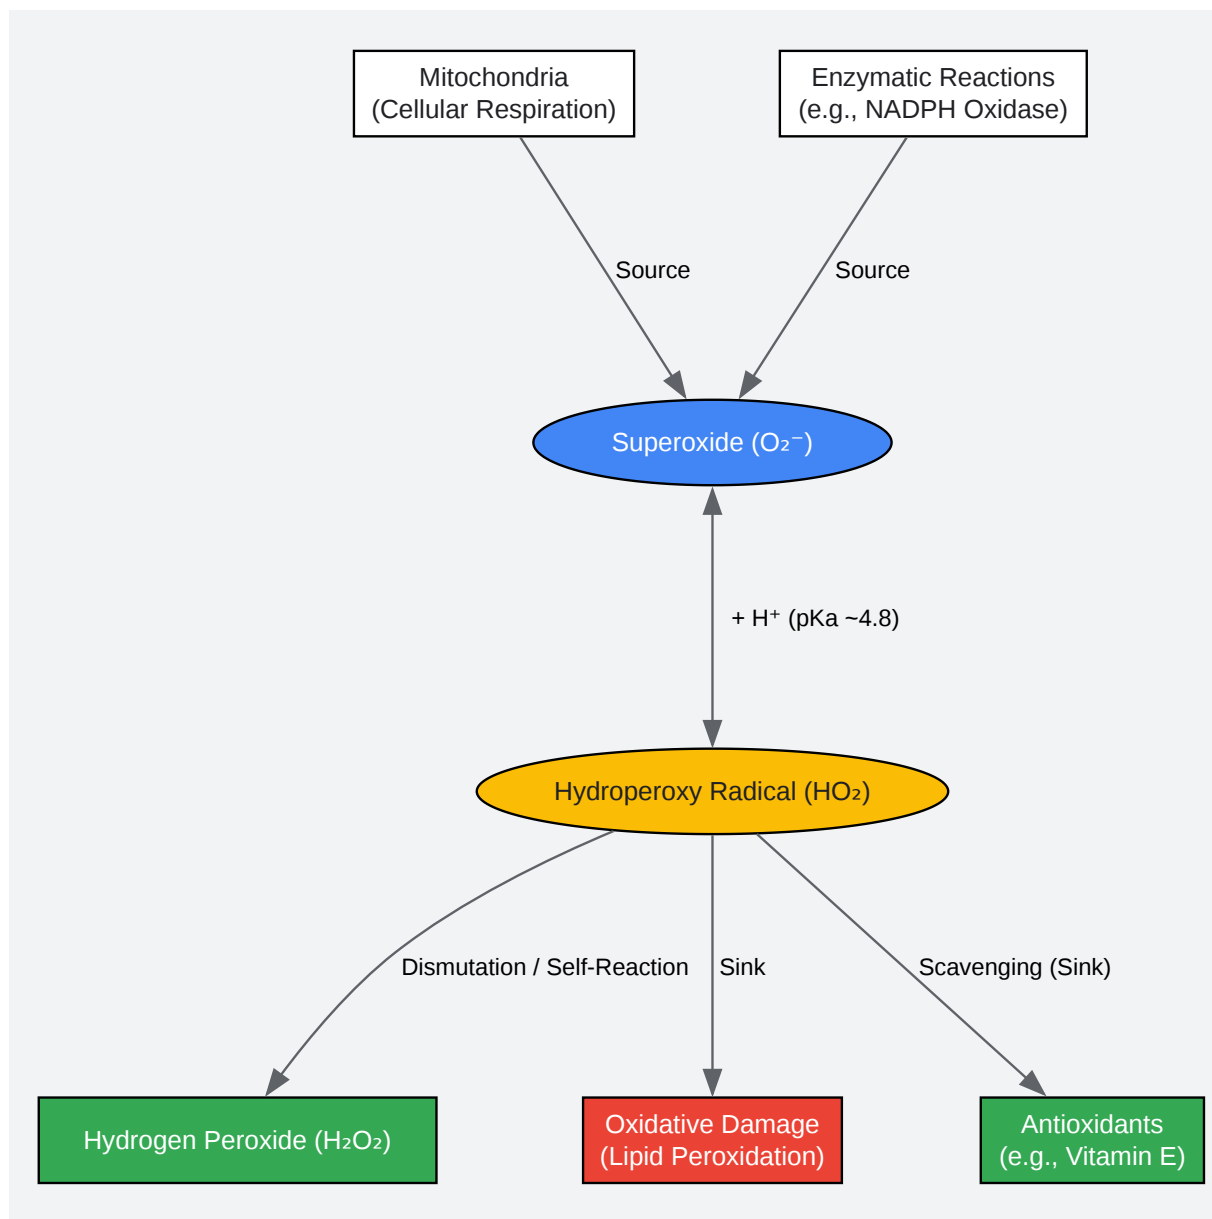 Mitochondria
(Cellular Respiration)
Enzymatic Reactions
(e.g., NADPH Oxidase)
Source
Source
Superoxide (O₂⁻)
+ H⁺ (pKa ~4.8)
Hydroperoxy Radical (HO₂)
Dismutation / Self-Reaction
Sink
Scavenging (Sink)
Hydrogen Peroxide (H₂O₂)
Oxidative Damage
(Lipid Peroxidation)
Antioxidants
(e.g., Vitamin E)